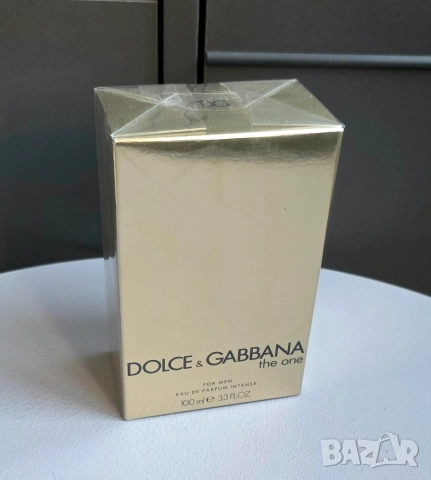 DOLCE & GABBANA
the one
FOR MEN
EAU DE PARFUM INTENSE
100 ml e 3.3 FL.OZ
BAZAR.bg